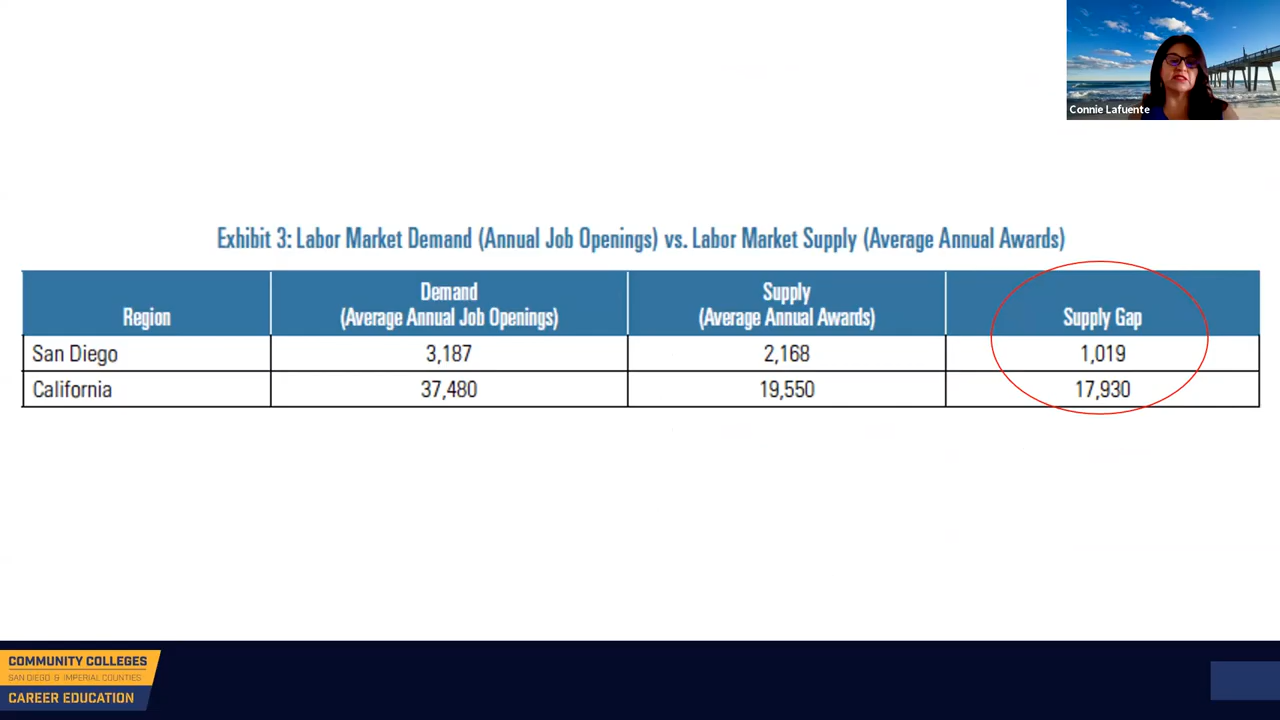 Connie Lafuente
Exhibit 3: Labor Market Demand (Annual Job Openings) vs. Labor Market Supply (Average Annual Awards)
Region
Demand
(Average Annual Job Openings)
Supply
(Average Annual Awards)
Supply Gap
San Diego 3,187 2,168 1,019
California 37,480 19,550 17,930
COMMUNITY COLLEGES
SAN DIEGO & IMPERIAL COUNTIES
CAREER EDUCATION